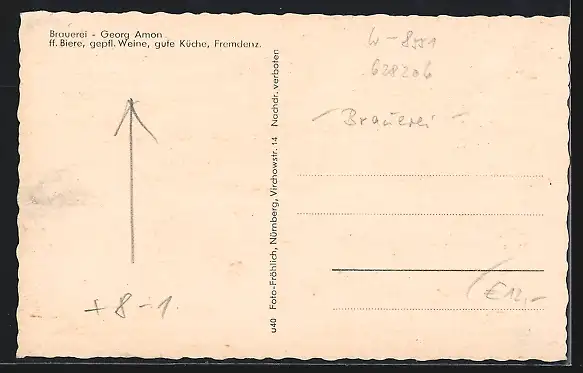 Brauerei - Georg Amon
ff. Biere, gepfl. Weine, gute Küche, Fremdenz.
+ 8 - 1
u40 Foto-Fröhlich, Nürnberg, Virchowstr. 14 Nachdr. verboten
W-8551
- Brauerei -
€12,-